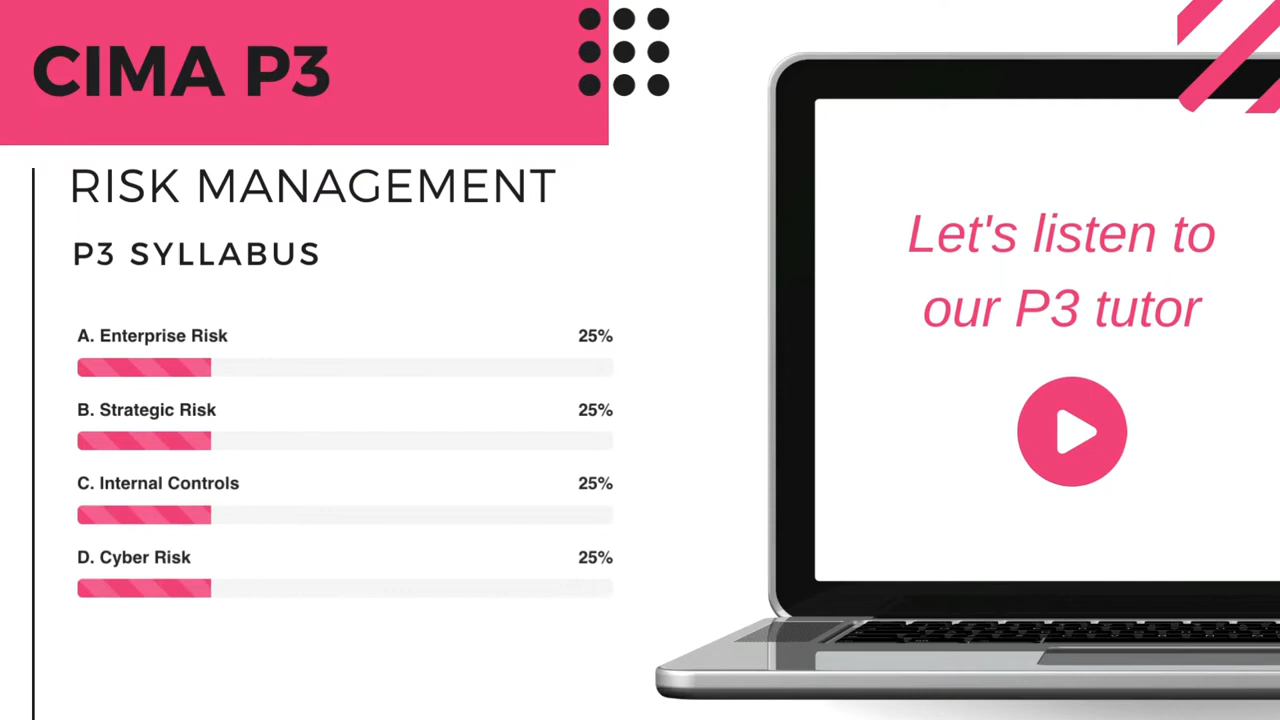 CIMA P3
RISK MANAGEMENT
P3 SYLLABUS
A. Enterprise Risk 25%
B. Strategic Risk 25%
C. Internal Controls 25%
D. Cyber Risk 25%
Let's listen to
our P3 tutor